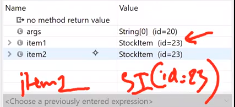 Name Value
no method return value
args String[0] (id=20)
item1 StockItem (id=23)
item2 StockItem (id=23)
item2 SI(id=23)
<Choose a previously entered expression>